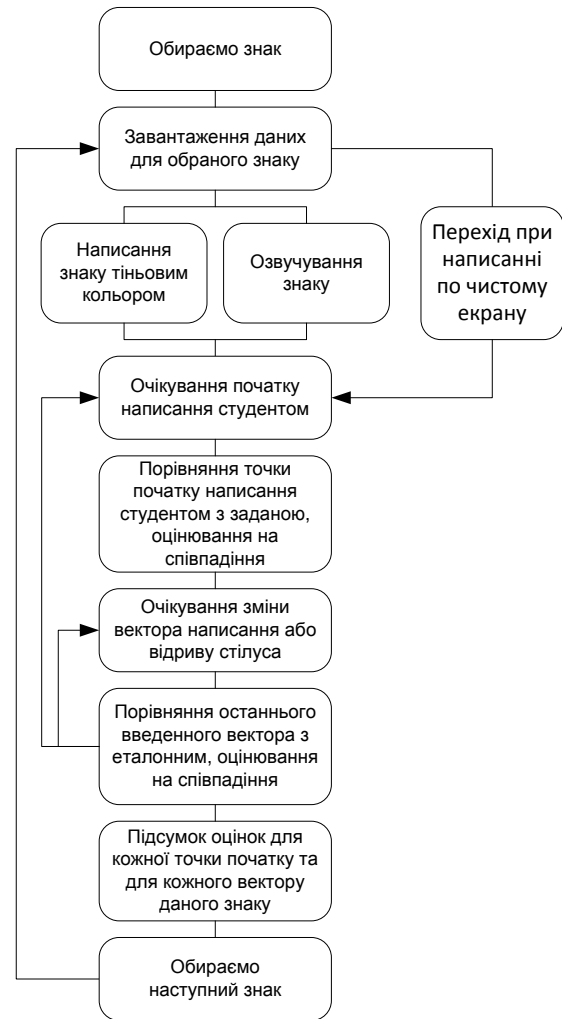 Обираємо знак
Завантаження даних
для обраного знаку
Написання
знаку тіньовим
кольором
Озвучування
знаку
Перехід при
написанні
по чистому
екрану
Очікування початку
написання студентом
Порівняння точки
початку написання
студентом з заданою,
оцінювання на
співпадіння
Очікування зміни
вектора написання або
відриву стілуса
Порівняння останнього
введенного вектора з
еталонним, оцінювання
на співпадіння
Підсумок оцінок для
кожної точки початку та
для кожного вектору
даного знаку
Обираємо
наступний знак